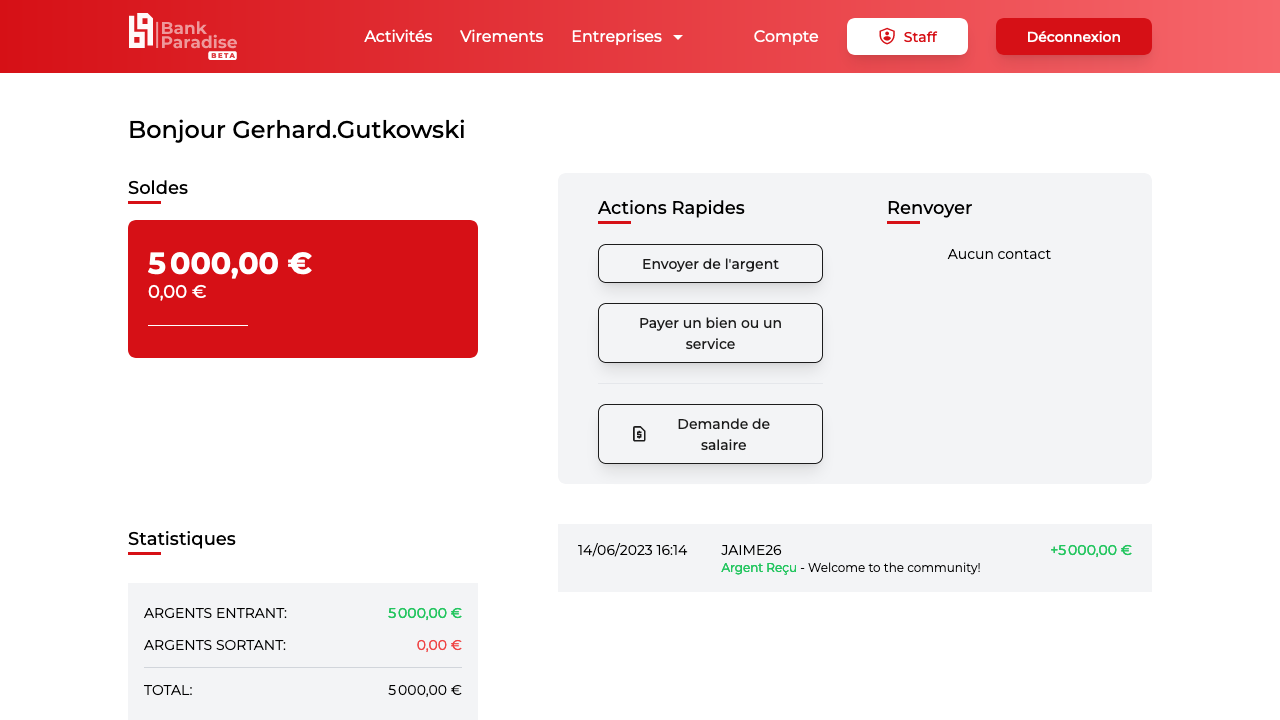 Bank
Paradise
BETA
Activités
Virements
Entreprises
Compte
Staff
Déconnexion
Bonjour Gerhard.Gutkowski
Soldes
5 000,00 €
0,00 €
Actions Rapides
Envoyer de l'argent
Payer un bien ou un
service
Demande de
salaire
Renvoyer
Aucun contact
Statistiques
ARGENTS ENTRANT: 5 000,00 €
ARGENTS SORTANT: 0,00 €
TOTAL: 5 000,00 €
14/06/2023 16:14 JAIME26 +5 000,00 €
Argent Reçu - Welcome to the community!